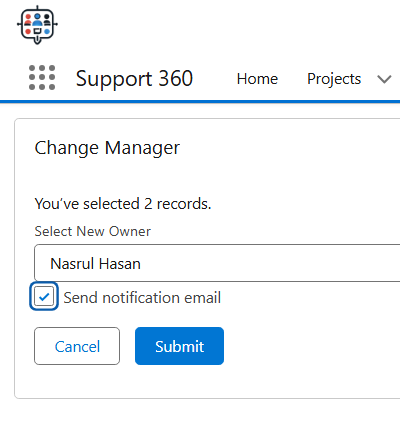 Support 360 Home Projects
Change Manager
You’ve selected 2 records.
Select New Owner
Nasrul Hasan
Send notification email
Cancel Submit